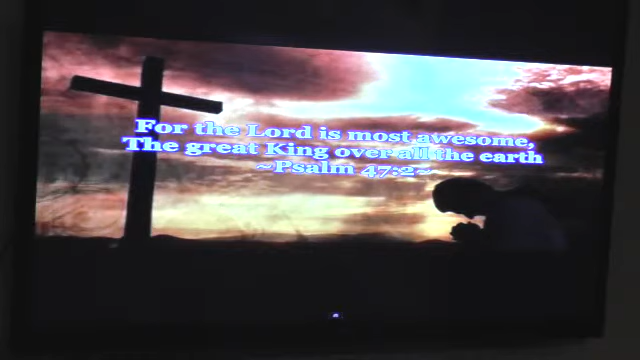 For the Lord is most awesome,
The great King over all the earth
~Psalm 47:2~